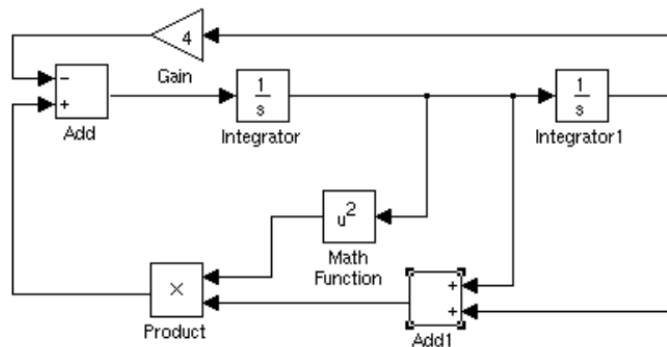 4
Gain
−
+
Add
1
s
Integrator
1
s
Integrator1
u2
Math
Function
×
Product
+
+
Add1